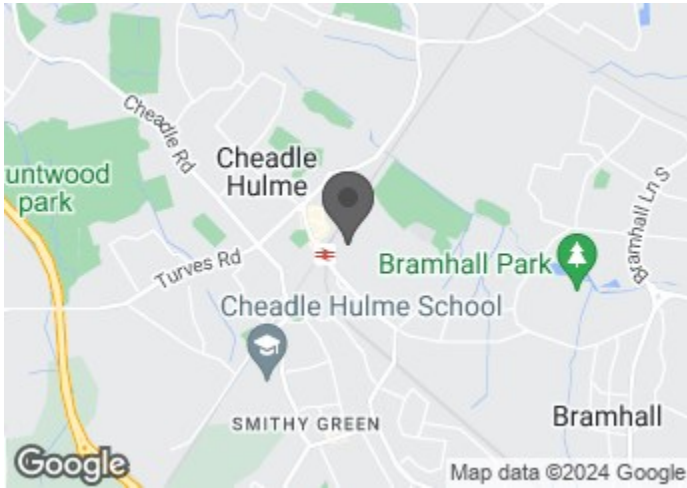 Cheadle Rd
Cheadle
Hulme
untwood
park
Bramhall Ln S
Turves Rd
Bramhall Park
Cheadle Hulme School
SMITHY GREEN
Bramhall
Google
Map data ©2024 Google